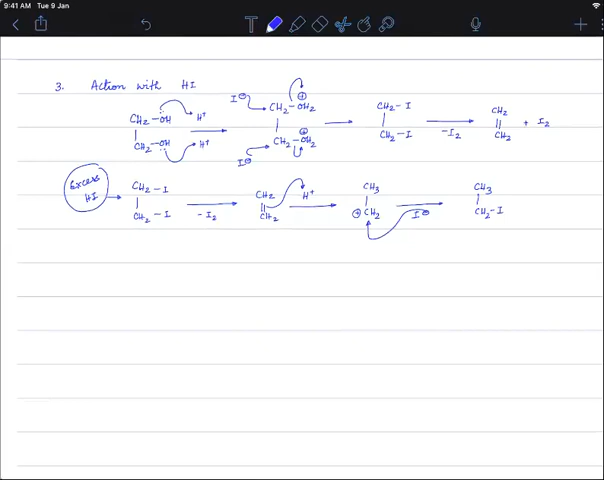 9:41 AM Tue 9 Jan
3. Action with HI
CH₂ – OH H⁺
CH₂ – OH H⁺
I⊖ CH₂ – OH₂ ⊕
I⊖ CH₂ – OH₂ ⊕
CH₂ – I
CH₂ – I
– I₂
CH₂
CH₂ + I₂
Excess
HI
CH₂ – I
CH₂ – I
– I₂
CH₂
CH₂
H⁺
CH₃
⊕ CH₂
I⊖
CH₃
CH₂ – I